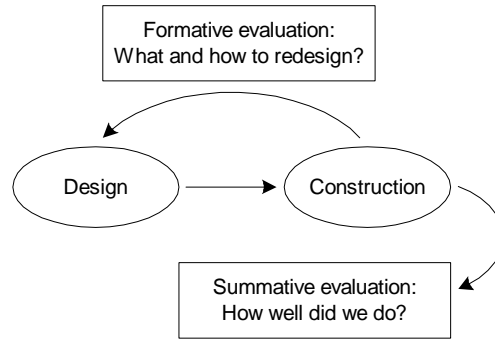 Formative evaluation:
What and how to redesign?
Design
Construction
Summative evaluation:
How well did we do?